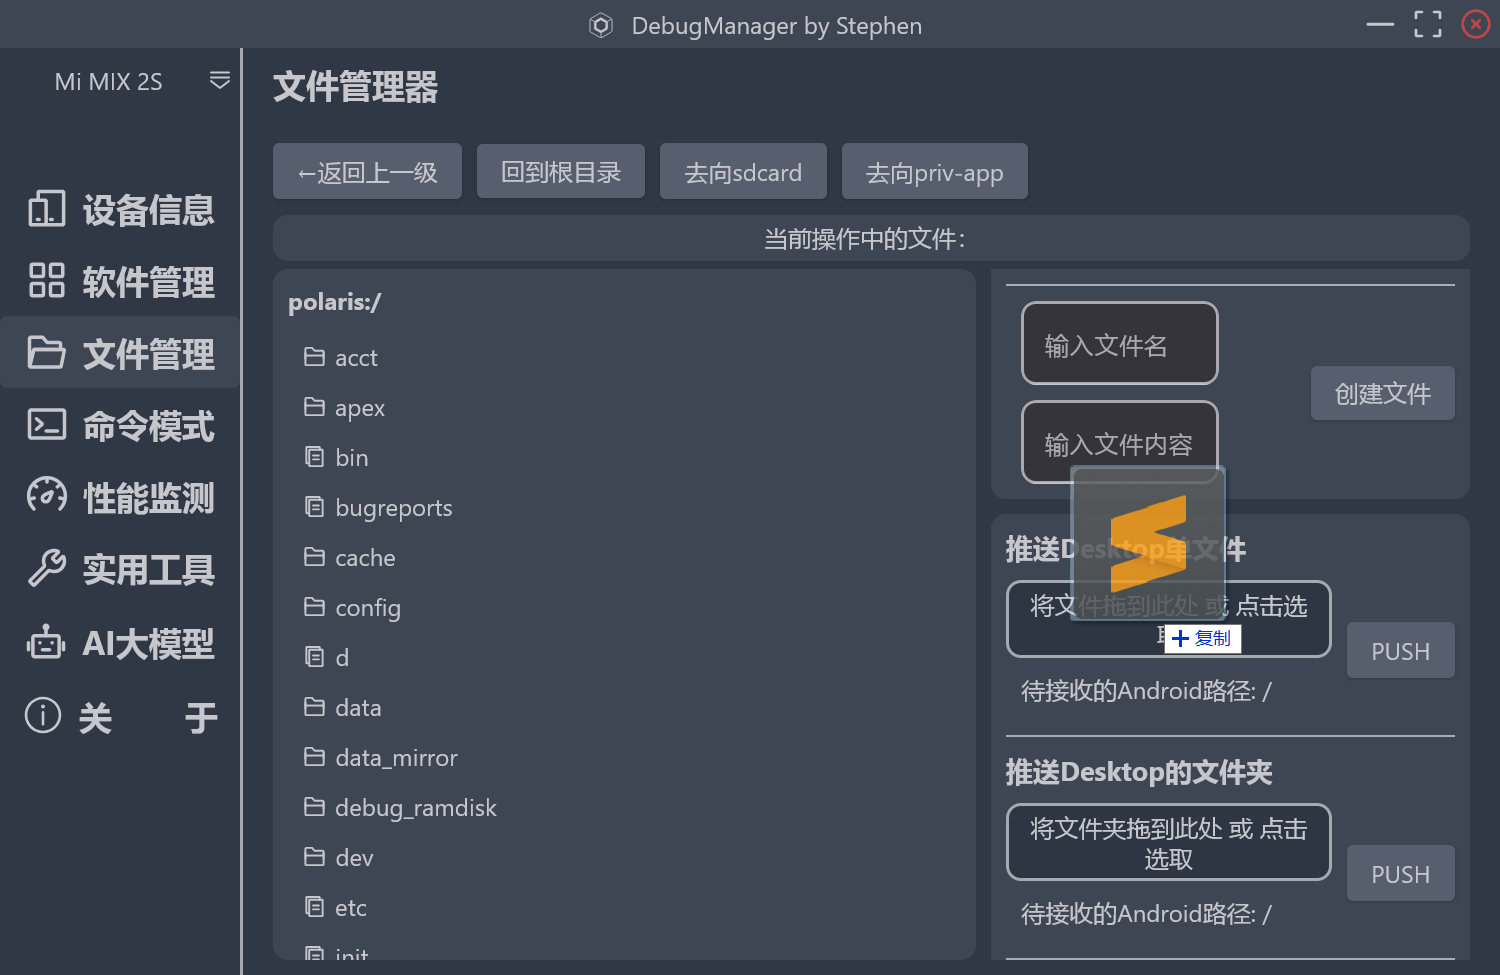 DebugManager by Stephen
Mi MIX 2S
设备信息
软件管理
文件管理
命令模式
性能监测
实用工具
AI大模型
关 于
文件管理器
←返回上一级
回到根目录
去向sdcard
去向priv-app
当前操作中的文件：
polaris:/
acct
apex
bin
bugreports
cache
config
d
data
data_mirror
debug_ramdisk
dev
etc
init
输入文件名
输入文件内容
创建文件
推送Desktop单文件
将文件拖到此处 或 点击选
复制
PUSH
待接收的Android路径: /
推送Desktop的文件夹
将文件夹拖到此处 或 点击
选取
PUSH
待接收的Android路径: /